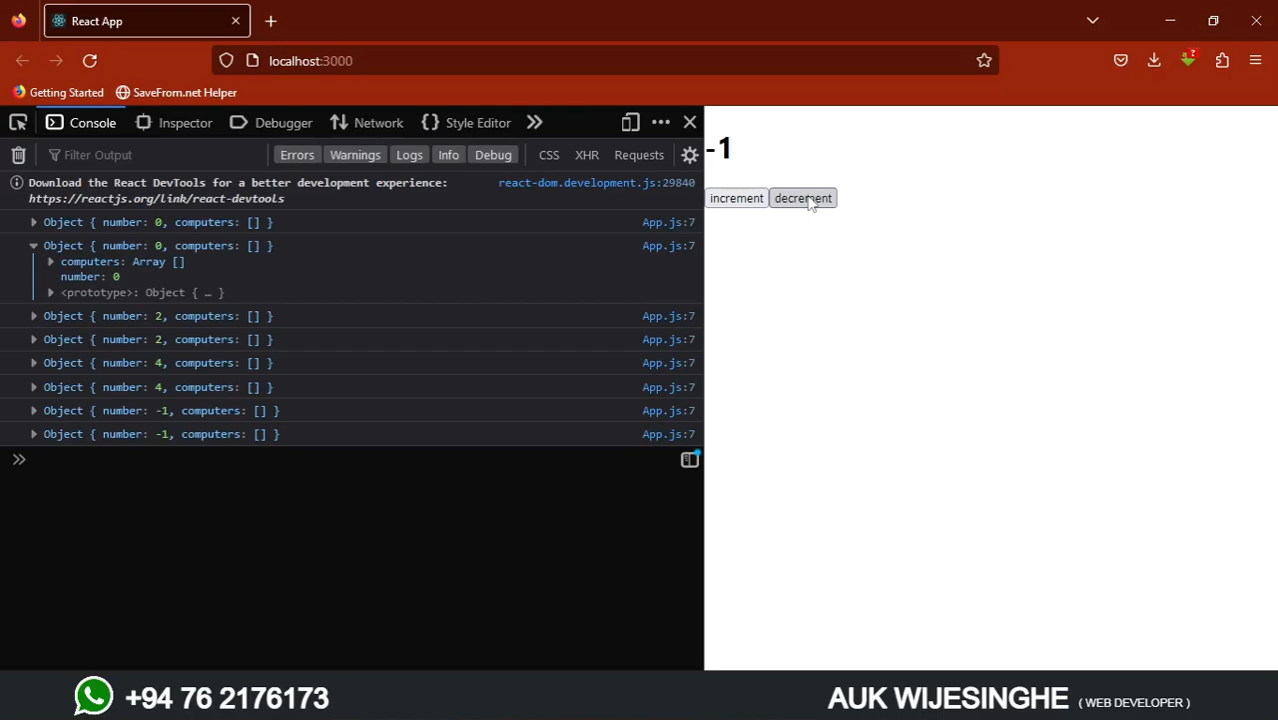 React App
localhost:3000
Getting Started
SaveFrom.net Helper
Console
Inspector
Debugger
Network
Style Editor
Filter Output
Errors
Warnings
Logs
Info
Debug
CSS
XHR
Requests
Download the React DevTools for a better development experience: react-dom.development.js:29840
https://reactjs.org/link/react-devtools
Object { number: 0, computers: [] } App.js:7
Object { number: 0, computers: [] } App.js:7
computers: Array []
number: 0
<prototype>: Object { … }
Object { number: 2, computers: [] } App.js:7
Object { number: 2, computers: [] } App.js:7
Object { number: 4, computers: [] } App.js:7
Object { number: 4, computers: [] } App.js:7
Object { number: -1, computers: [] } App.js:7
Object { number: -1, computers: [] } App.js:7
-1
increment
decrement
+94 76 2176173
AUK WIJESINGHE ( WEB DEVELOPER )